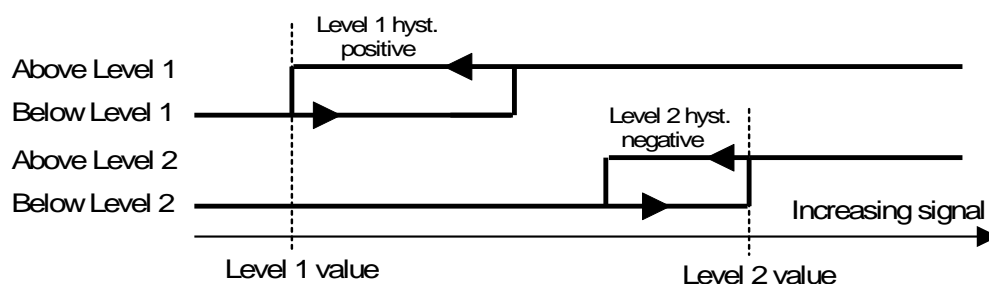 Level 1 hyst.
positive
Above Level 1
Below Level 1
Level 2 hyst.
negative
Above Level 2
Below Level 2
Increasing signal
Level 1 value
Level 2 value